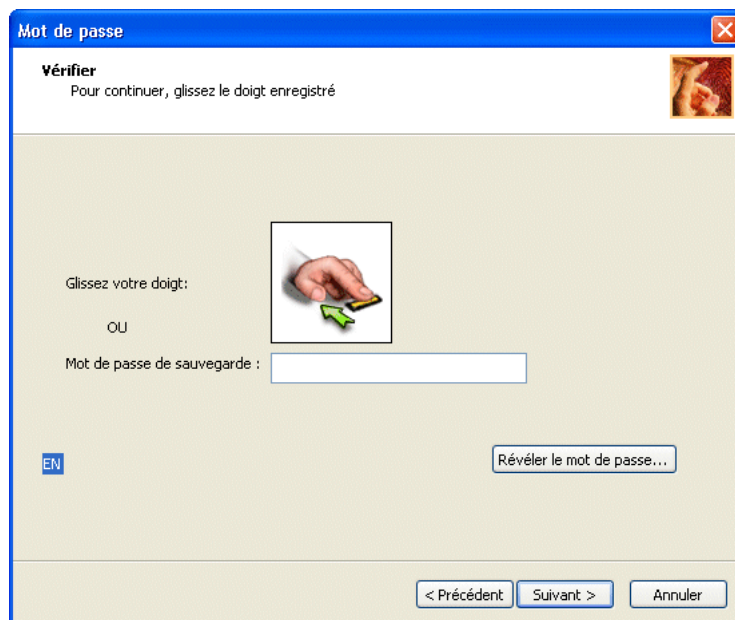 Mot de passe
Vérifier
Pour continuer, glissez le doigt enregistré
Glissez votre doigt:
OU
Mot de passe de sauvegarde :
EN
Révéler le mot de passe...
< Précédent
Suivant >
Annuler